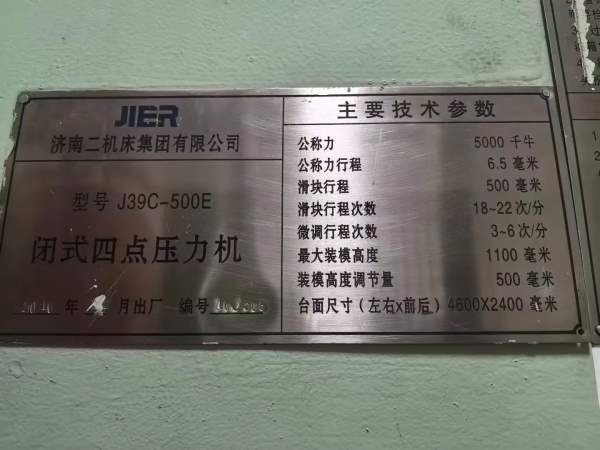 JIER
济南二机床集团有限公司
型号 J39C-500E
闭式四点压力机
年 月出厂 编号
主要技术参数
公称力 5000 千牛
公称力行程 6.5 毫米
滑块行程 500 毫米
滑块行程次数 18-22次/分
微调行程次数 3-6次/分
最大装模高度 1100 毫米
装模高度调节量 500 毫米
台面尺寸（左右x前后）4600X2400 毫米